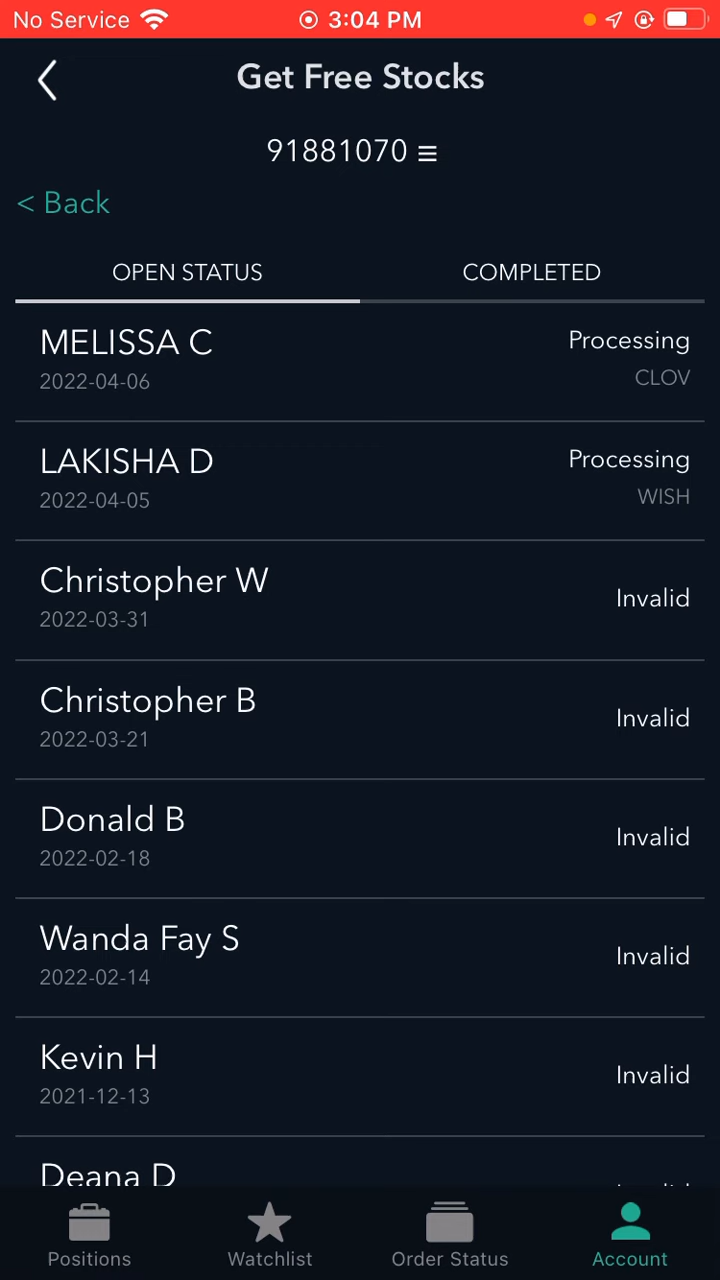 No Service 3:04 PM
Get Free Stocks
91881070
< Back
OPEN STATUS COMPLETED
MELISSA C Processing
2022-04-06 CLOV
LAKISHA D Processing
2022-04-05 WISH
Christopher W Invalid
2022-03-31
Christopher B Invalid
2022-03-21
Donald B Invalid
2022-02-18
Wanda Fay S Invalid
2022-02-14
Kevin H Invalid
2021-12-13
Deana D
Positions Watchlist Order Status Account